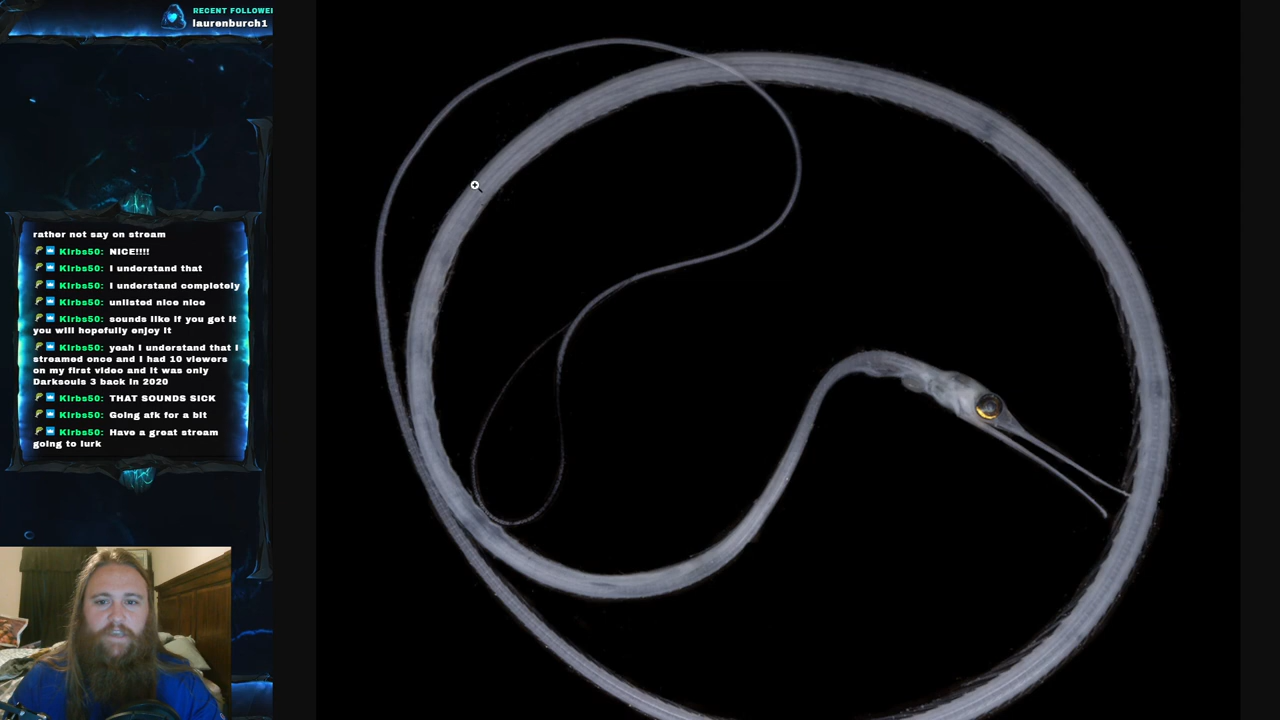 RECENT FOLLOWE
laurenburch1
rather not say on stream
Kirbs50: NICE!!!!
Kirbs50: I understand that
Kirbs50: I understand completely
Kirbs50: unlisted nice nice
Kirbs50: sounds like if you get it
you will hopefully enjoy it
Kirbs50: yeah I understand that I
streamed once and I had 10 viewers
on my first video and it was only
Darksouls 3 back in 2020
Kirbs50: THAT SOUNDS SICK
Kirbs50: Going afk for a bit
Kirbs50: Have a great stream
going to lurk